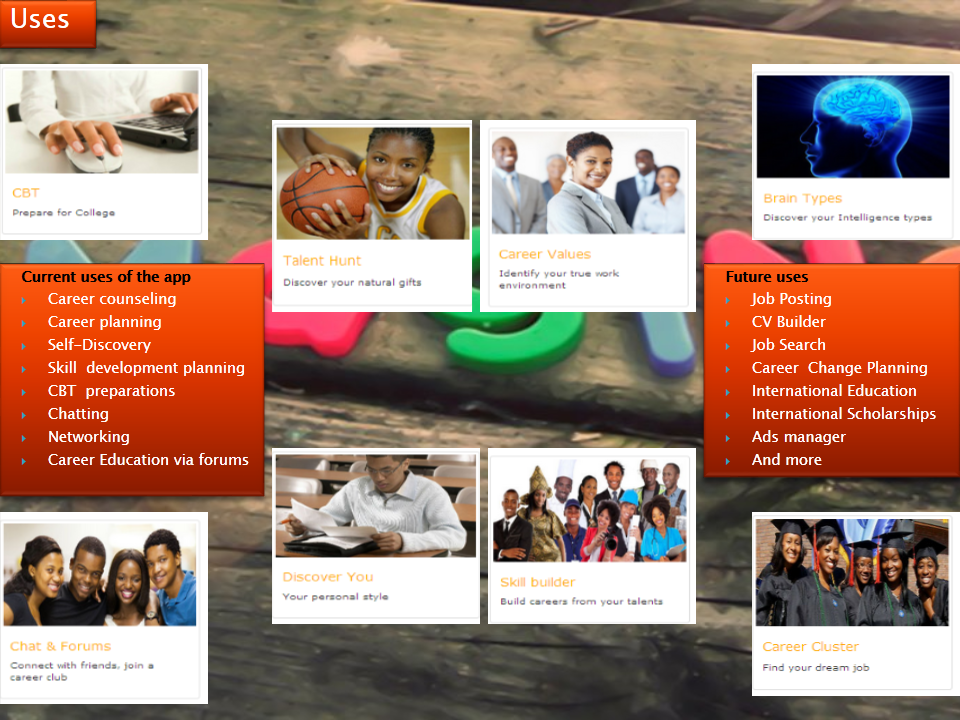 Uses
CBT
Prepare for College
Talent Hunt
Discover your natural gifts
Career Values
Identify your true work
environment
Brain Types
Discover your Intelligence types
Current uses of the app
Career counseling
Career planning
Self-Discovery
Skill development planning
CBT preparations
Chatting
Networking
Career Education via forums
Future uses
Job Posting
CV Builder
Job Search
Career Change Planning
International Education
International Scholarships
Ads manager
And more
Chat & Forums
Connect with friends, join a
career club
Discover You
Your personal style
Skill builder
Build careers from your talents
Career Cluster
Find your dream job